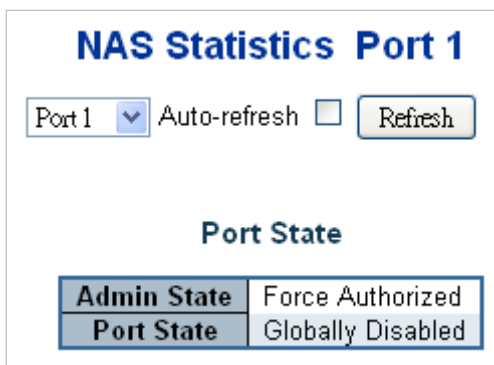 NAS Statistics Port 1
Port 1 Auto-refresh Refresh
Port State
Admin State Force Authorized
Port State Globally Disabled